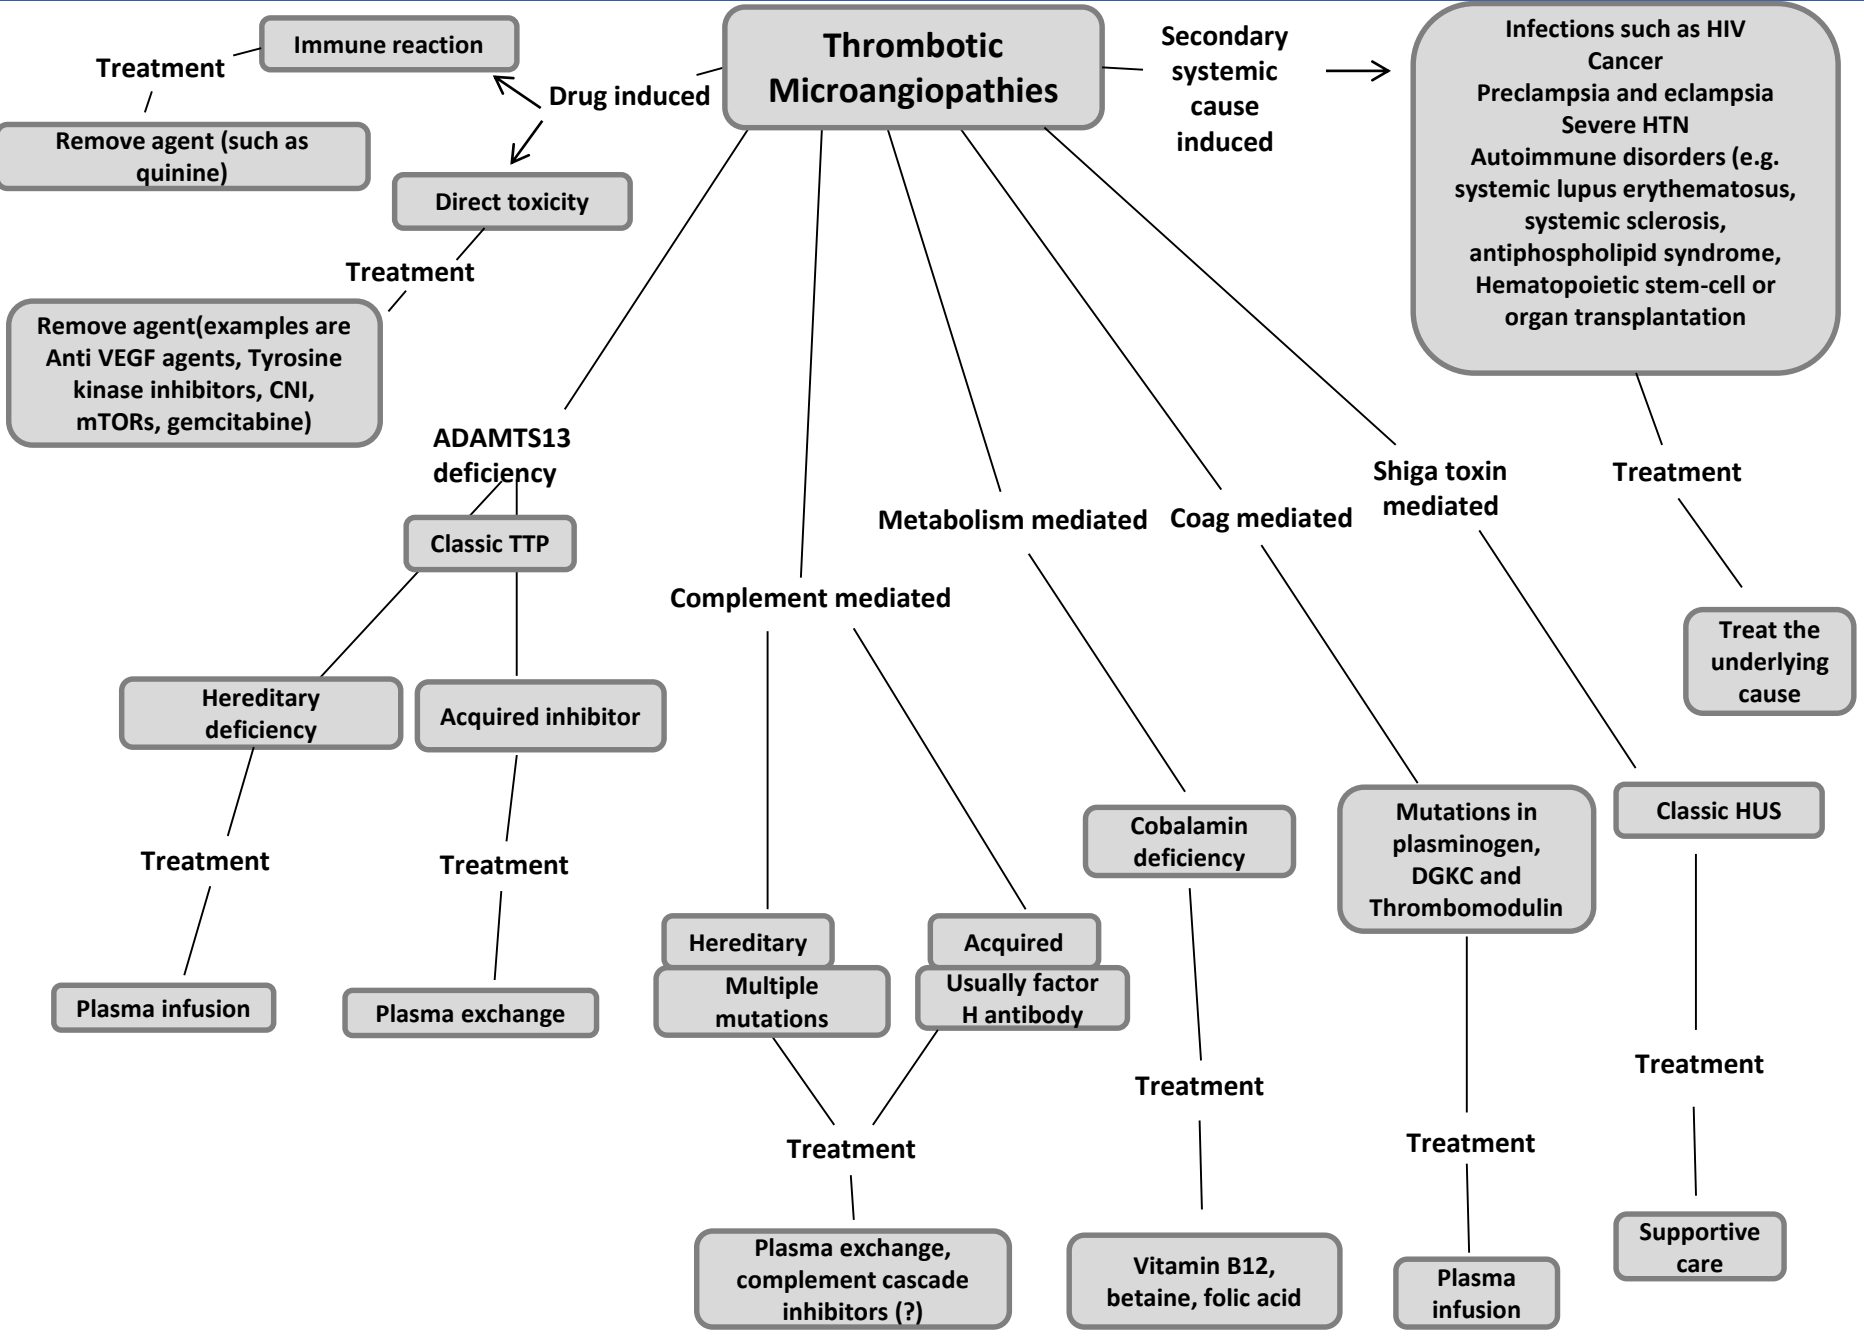 Thrombotic
Microangiopathies
Immune reaction
Treatment
Drug induced
Remove agent (such as
quinine)
Direct toxicity
Treatment
Remove agent(examples are
Anti VEGF agents, Tyrosine
kinase inhibitors, CNI,
mTORs, gemcitabine)
Secondary
systemic
cause
induced
Infections such as HIV
Cancer
Preclampsia and eclampsia
Severe HTN
Autoimmune disorders (e.g.
systemic lupus erythematosus,
systemic sclerosis,
antiphospholipid syndrome,
Hematopoietic stem-cell or
organ transplantation
Treatment
Treat the
underlying
cause
ADAMTS13
deficiency
Classic TTP
Hereditary
deficiency
Treatment
Plasma infusion
Acquired inhibitor
Treatment
Plasma exchange
Complement mediated
Hereditary
Multiple
mutations
Acquired
Usually factor
H antibody
Treatment
Plasma exchange,
complement cascade
inhibitors (?)
Metabolism mediated
Cobalamin
deficiency
Treatment
Vitamin B12,
betaine, folic acid
Coag mediated
Mutations in
plasminogen,
DGKC and
Thrombomodulin
Treatment
Plasma
infusion
Shiga toxin
mediated
Classic HUS
Treatment
Supportive
care